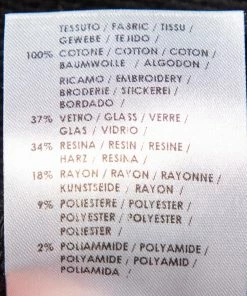 TESSUTO / FABRIC / TISSU /
GEWEBE / TEJIDO /
100% COTONE / COTTON / COTON /
BAUMWOLLE / ALGODON /
RICAMO / EMBROIDERY /
BRODERIE / STICKEREI /
BORDADO /
37% VETRO / GLASS / VERRE /
GLAS / VIDRIO /
34% RESINA / RESIN / RESINE /
HARZ / RESINA /
18% RAYON / RAYON / RAYONNE /
KUNSTSEIDE / RAYON /
9% POLIESTERE / POLYESTER /
POLYESTER / POLYESTER /
POLIESTER /
2% POLIAMMIDE / POLYAMIDE /
POLYAMIDE / POLYAMID /
POLIAMIDA /